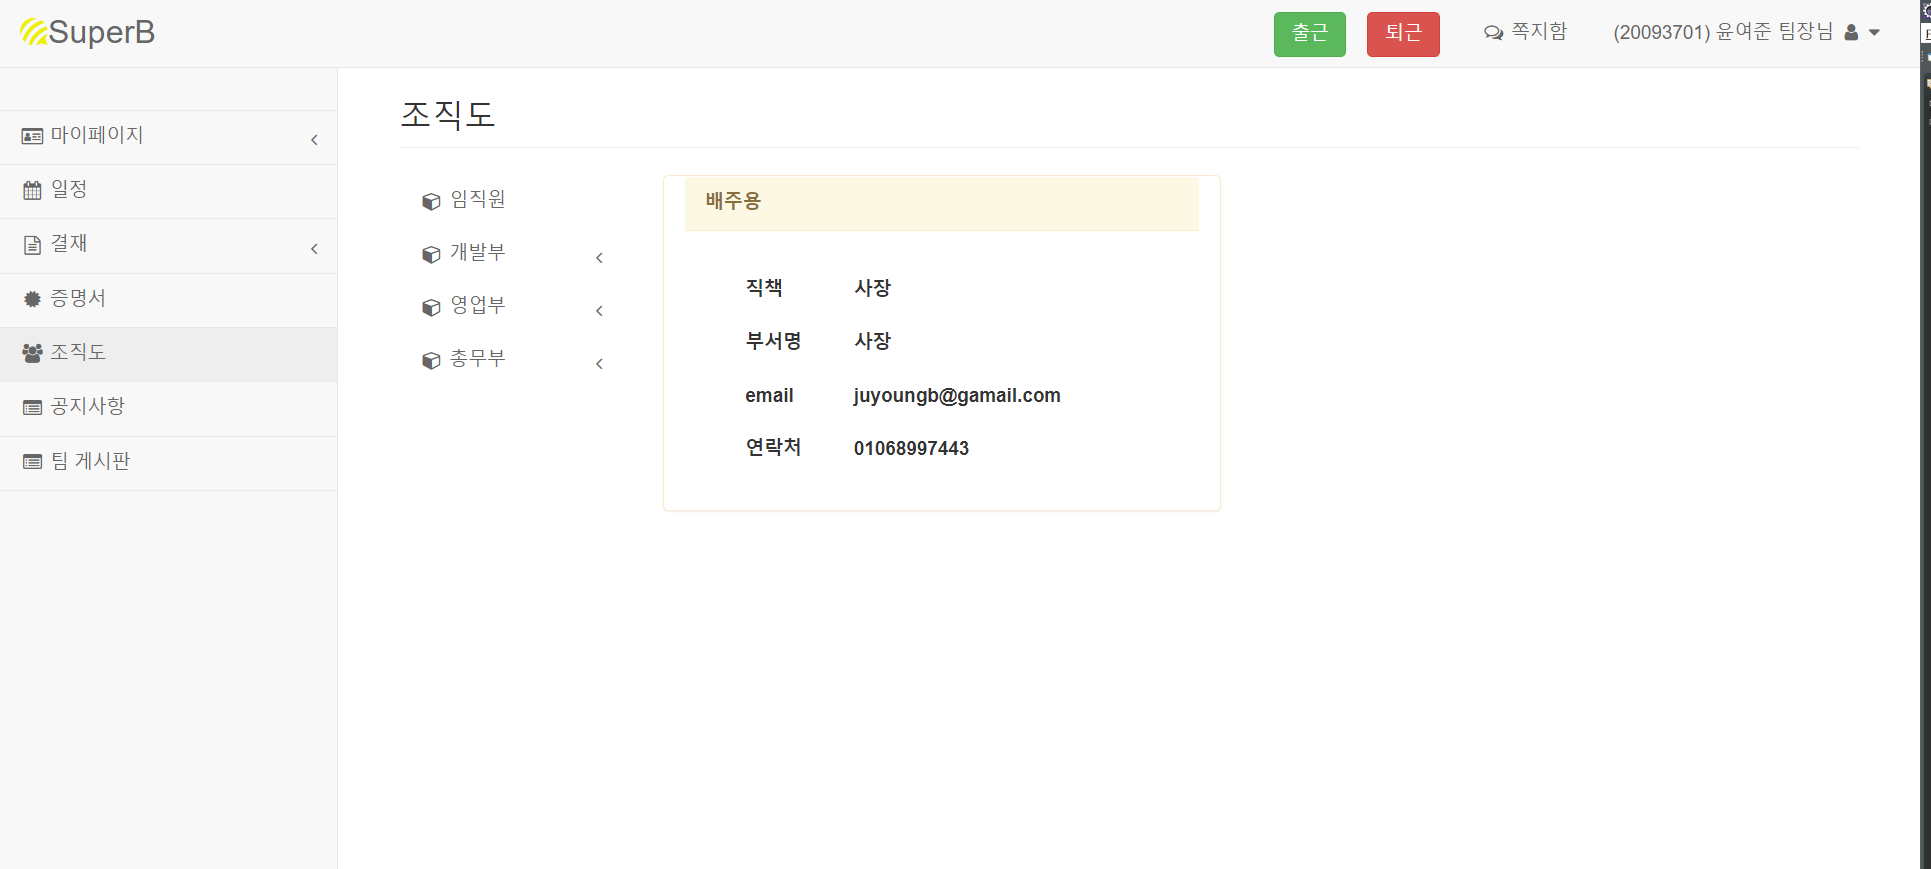 SuperB
출근 퇴근 쪽지함 (20093701) 윤여준 팀장님
마이페이지
일정
결재
증명서
조직도
공지사항
팀 게시판
조직도
임직원
개발부
영업부
총무부
배주용
직책 사장
부서명 사장
email juyoungb@gamail.com
연락처 01068997443